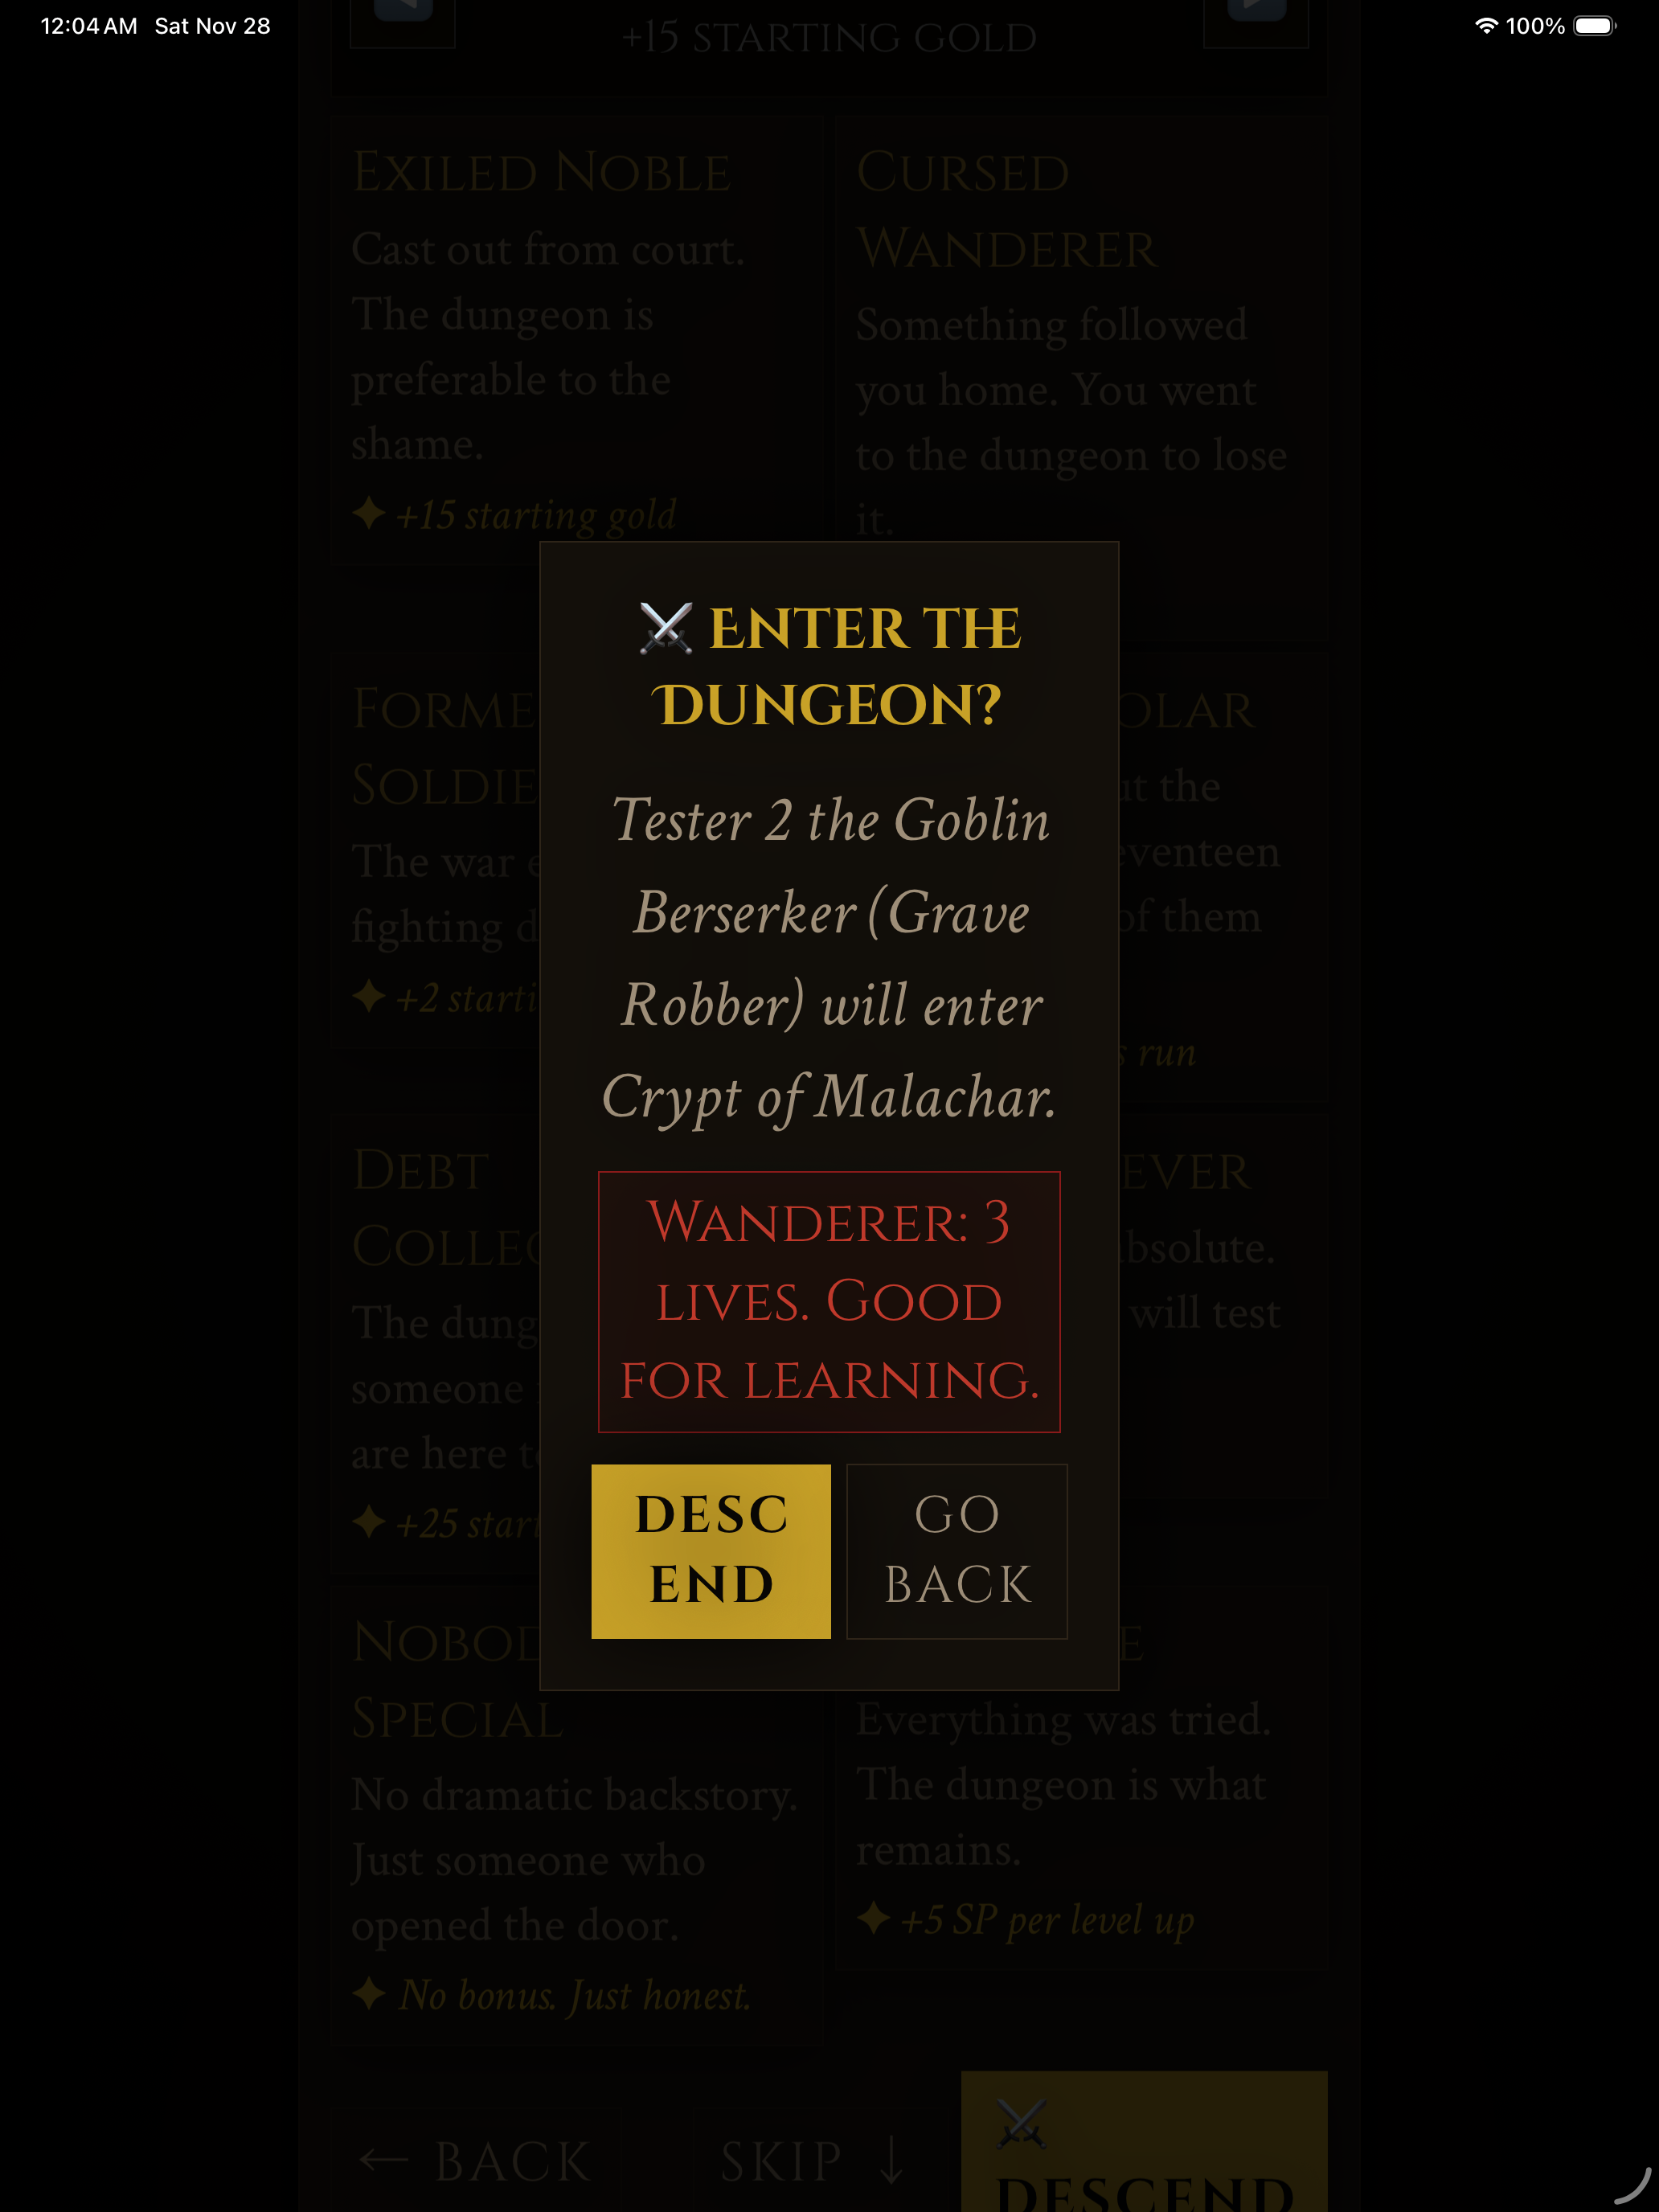 12:04 AM Sat Nov 28
100%
+15 STARTING GOLD
EXILED NOBLE
Cast out from court.
The dungeon is
preferable to the
shame.
+15 starting gold
CURSED
WANDERER
Something followed
you home. You went
to the dungeon to lose
it.
FORME
SOLDIE
The war
fighting
+2 starti
OLAR
ut the
eventeen
of them
s run
ENTER THE
DUNGEON?
Tester 2 the Goblin
Berserker (Grave
Robber) will enter
Crypt of Malachar.
WANDERER: 3
LIVES. GOOD
FOR LEARNING.
DESC
END
GO
BACK
DEBT
COLLEC
The dung
someone
are here
+25 start
EVER
bsolute.
will test
NOBOD
SPECIAL
No dramatic backstory.
Just someone who
opened the door.
No bonus. Just honest.
E
Everything was tried.
The dungeon is what
remains.
+5 SP per level up
← BACK
SKIP ↓
DESCEND